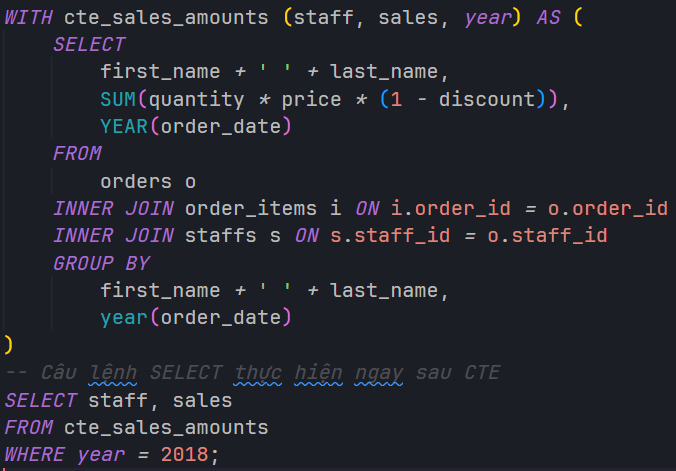 WITH cte_sales_amounts (staff, sales, year) AS (
SELECT
first_name + ' ' + last_name,
SUM(quantity * price * (1 - discount)),
YEAR(order_date)
FROM
orders o
INNER JOIN order_items i ON i.order_id = o.order_id
INNER JOIN staffs s ON s.staff_id = o.staff_id
GROUP BY
first_name + ' ' + last_name,
year(order_date)
)
-- Câu lệnh SELECT thực hiện ngay sau CTE
SELECT staff, sales
FROM cte_sales_amounts
WHERE year = 2018;